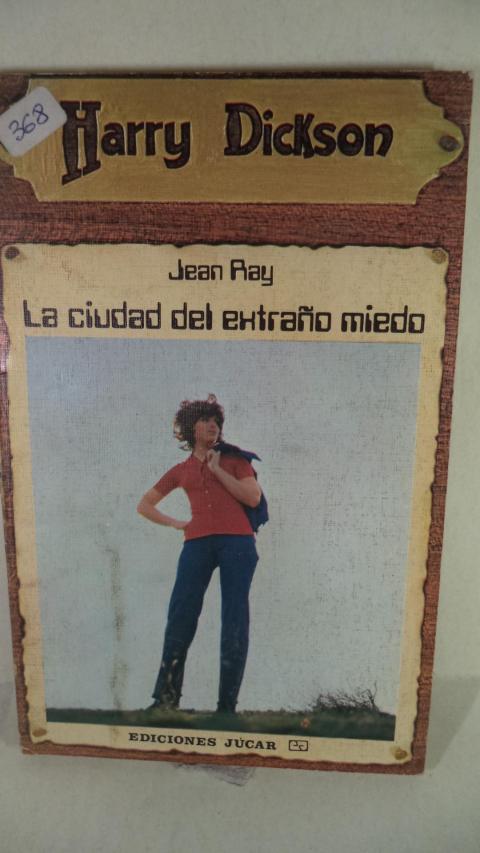 368
Harry Dickson
Jean Ray
La ciudad del extraño miedo
EDICIONES JÚCAR